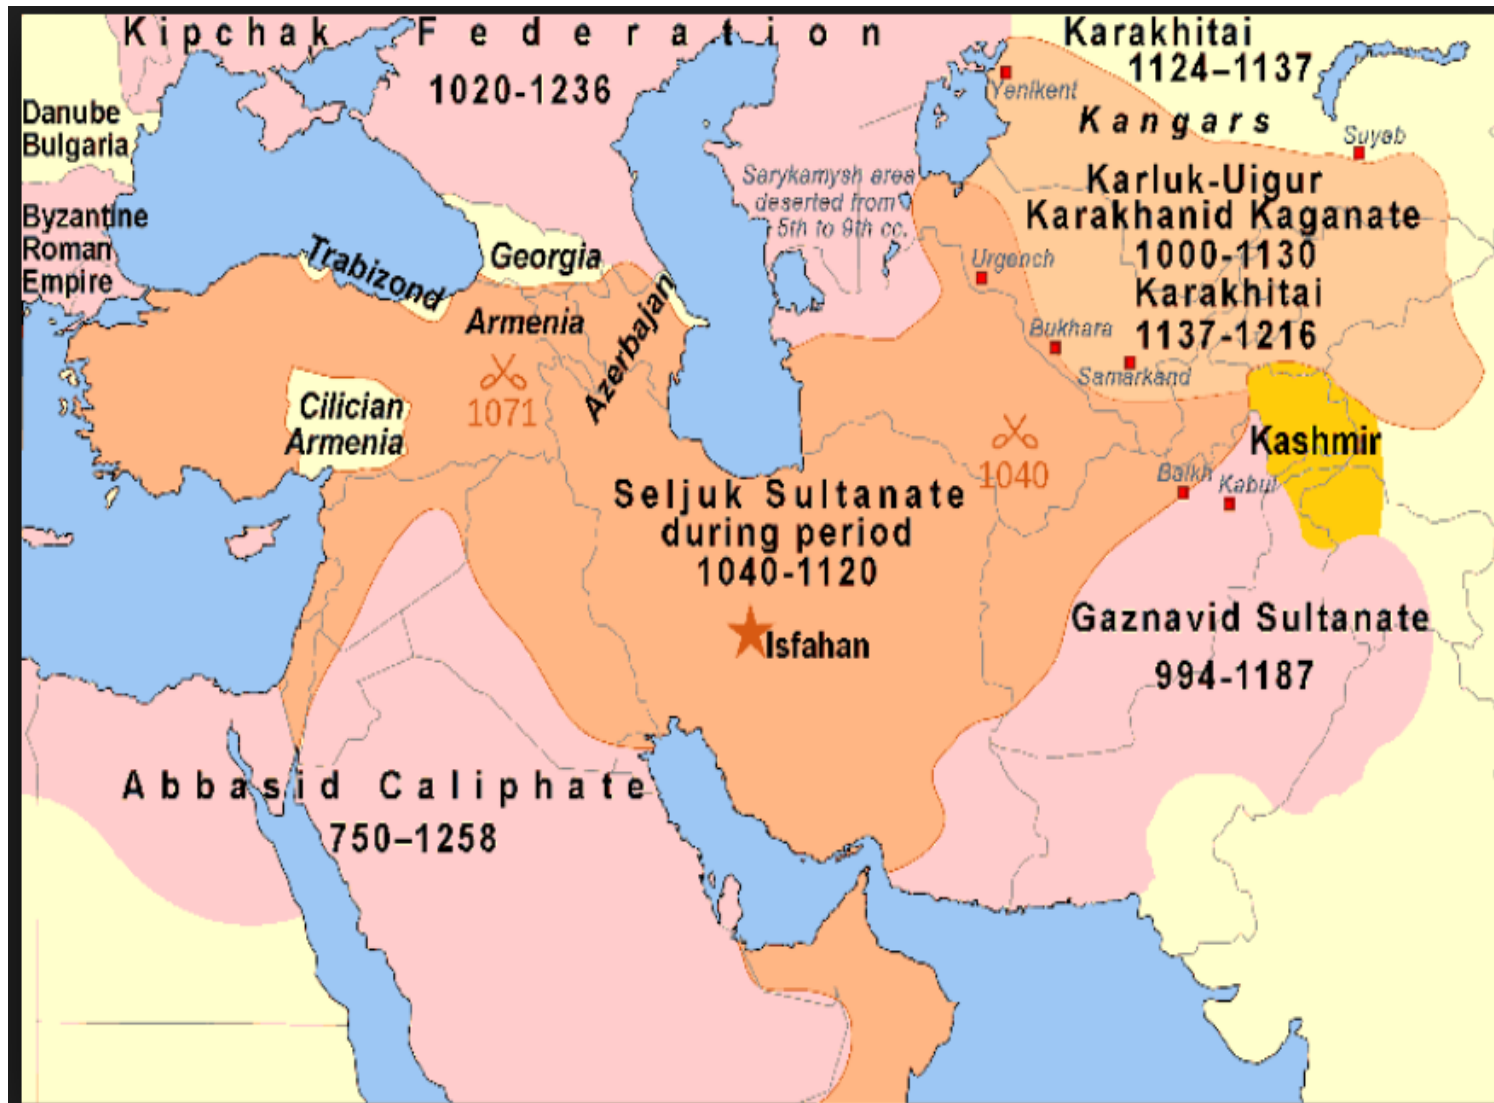 Kipchak Federation
1020-1236
Karakhitai
1124–1137
Yenikent
Kangars
Suyab
Danube
Bulgaria
Sarykamysh area
deserted from
5th to 9th cc.
Karluk-Uigur
Karakhanid Kaganate
1000-1130
Karakhitai
1137-1216
Byzantine
Roman
Empire
Trabizond
Georgia
Urgench
Armenia
Azerbajan
Bukhara
Samarkand
1071
Cilician
Armenia
Kashmir
1040
Balkh
Kabul
Seljuk Sultanate
during period
1040-1120
Isfahan
Gaznavid Sultanate
994-1187
Abbasid Caliphate
750–1258